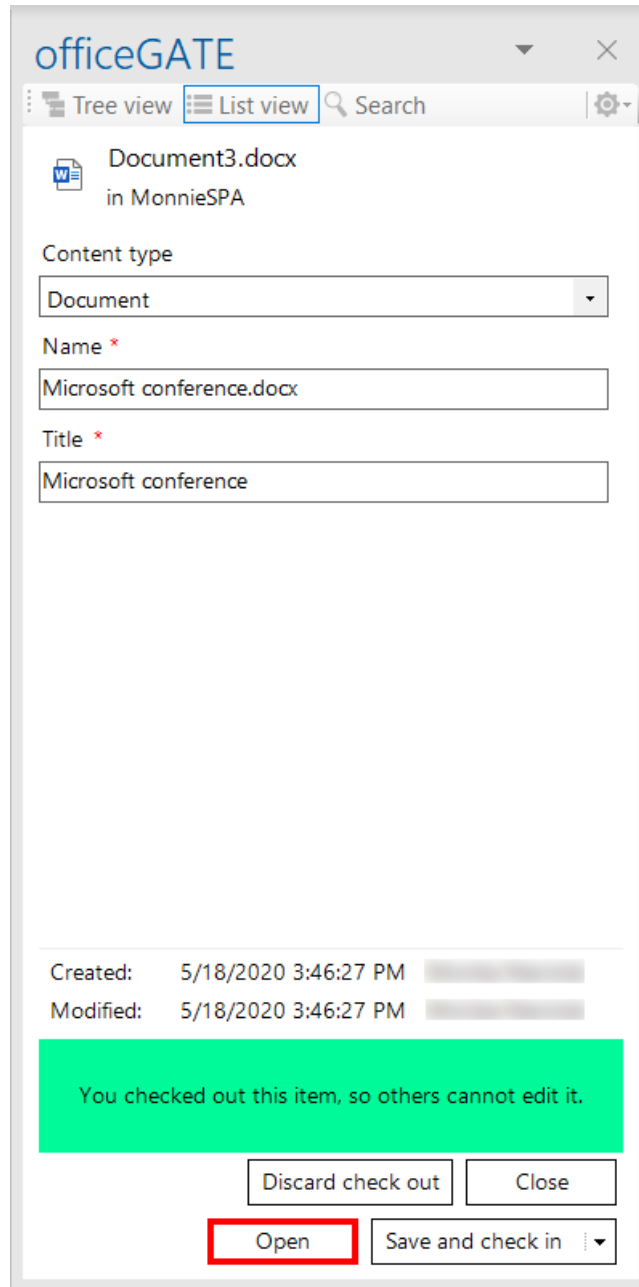 officeGATE
Tree view List view Search
Document3.docx
in MonnieSPA
Content type
Document
Name *
Microsoft conference.docx
Title *
Microsoft conference
Created: 5/18/2020 3:46:27 PM
Modified: 5/18/2020 3:46:27 PM
You checked out this item, so others cannot edit it.
Discard check out Close
Open Save and check in